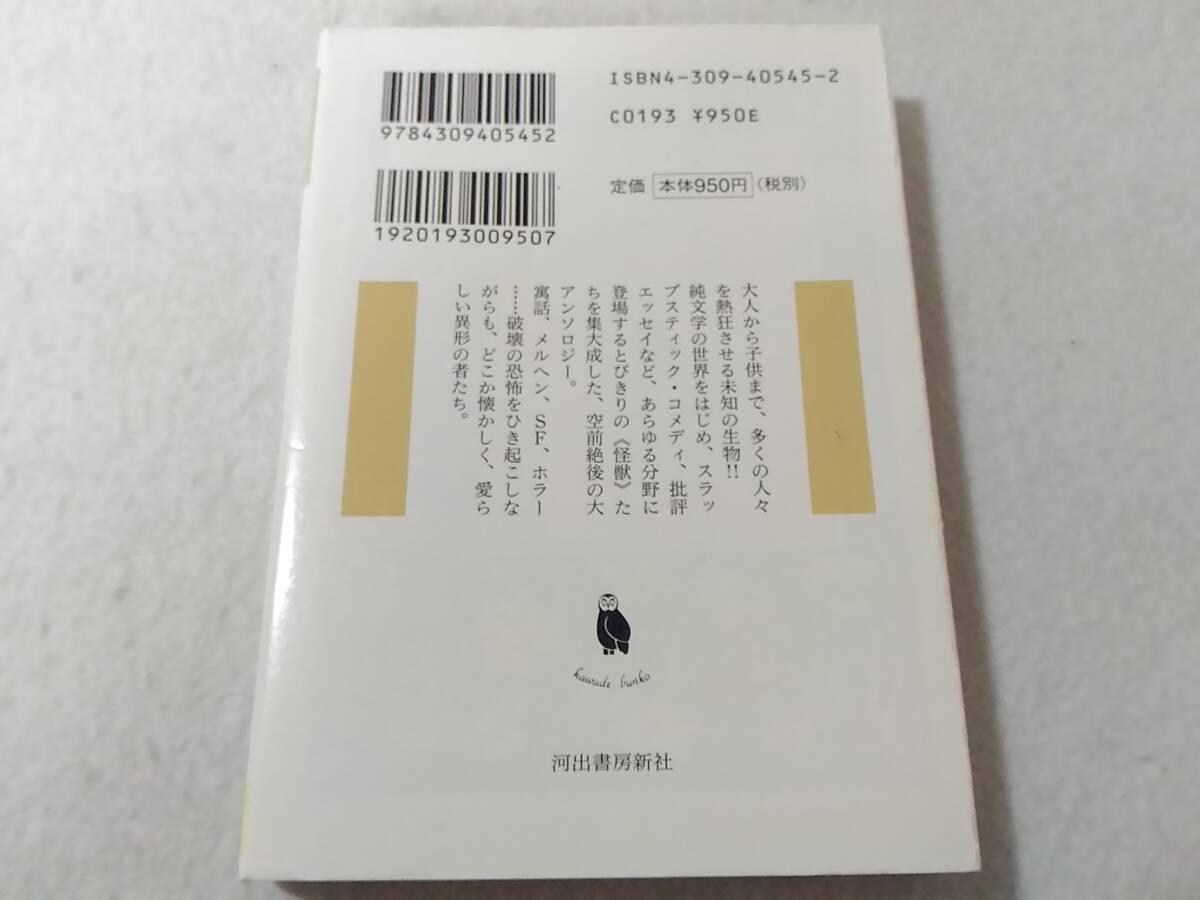 ISBN4-309-40545-2
9784309405452
C0193 ¥950E
定価 本体950円(税別)
1920193009507
大人から子供まで、多くの人々
を熱狂させる未知の生物!!
純文学の世界をはじめ、スラッ
プスティック・コメディ、批評
エッセイなど、あらゆる分野に
登場するとびきりの《怪獣》た
ちを集大成した、空前絶後の大
アンソロジー。
寓話、メルヘン、SF、ホラー
……破壊の恐怖をひき起こしな
がらも、どこか懐かしく、愛ら
しい異形の者たち。
kawade bunko
河出書房新社